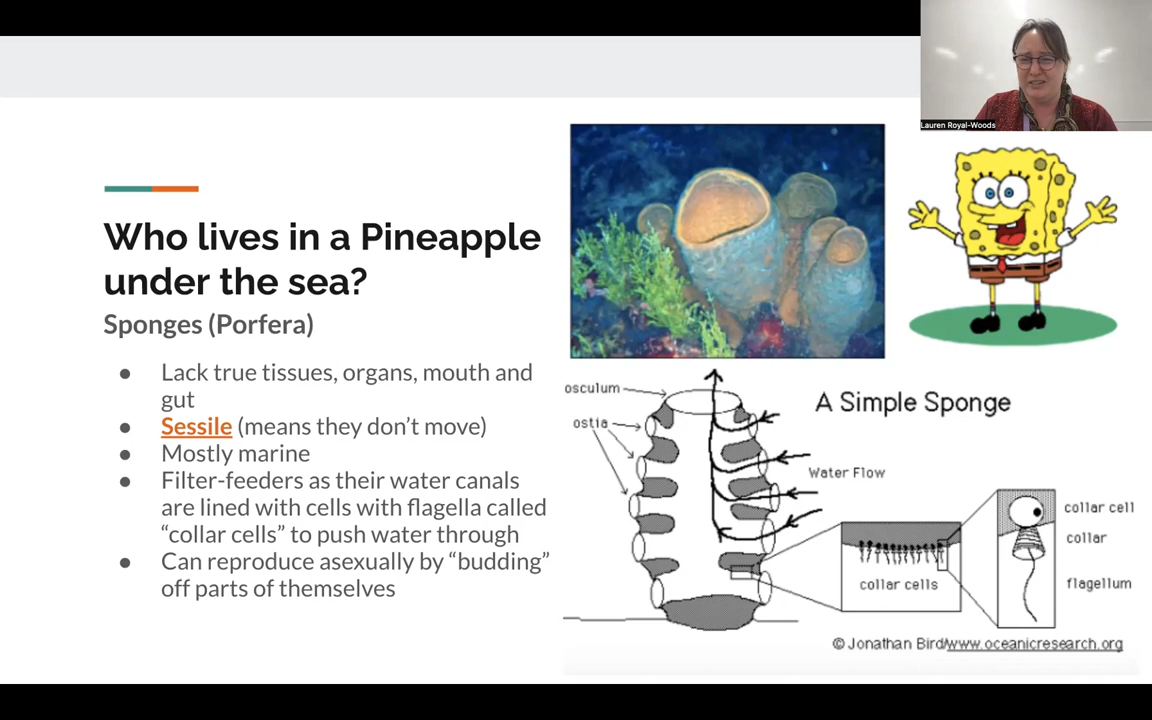 Lauren Royal-Woods
Who lives in a Pineapple
under the sea?
Sponges (Porfera)
● Lack true tissues, organs, mouth and
gut
● Sessile (means they don’t move)
● Mostly marine
● Filter-feeders as their water canals
are lined with cells with flagella called
“collar cells” to push water through
● Can reproduce asexually by “budding”
off parts of themselves
osculum
ostia
A Simple Sponge
Water Flow
collar cells
collar cell
collar
flagellum
© Jonathan Bird/www.oceanicresearch.org